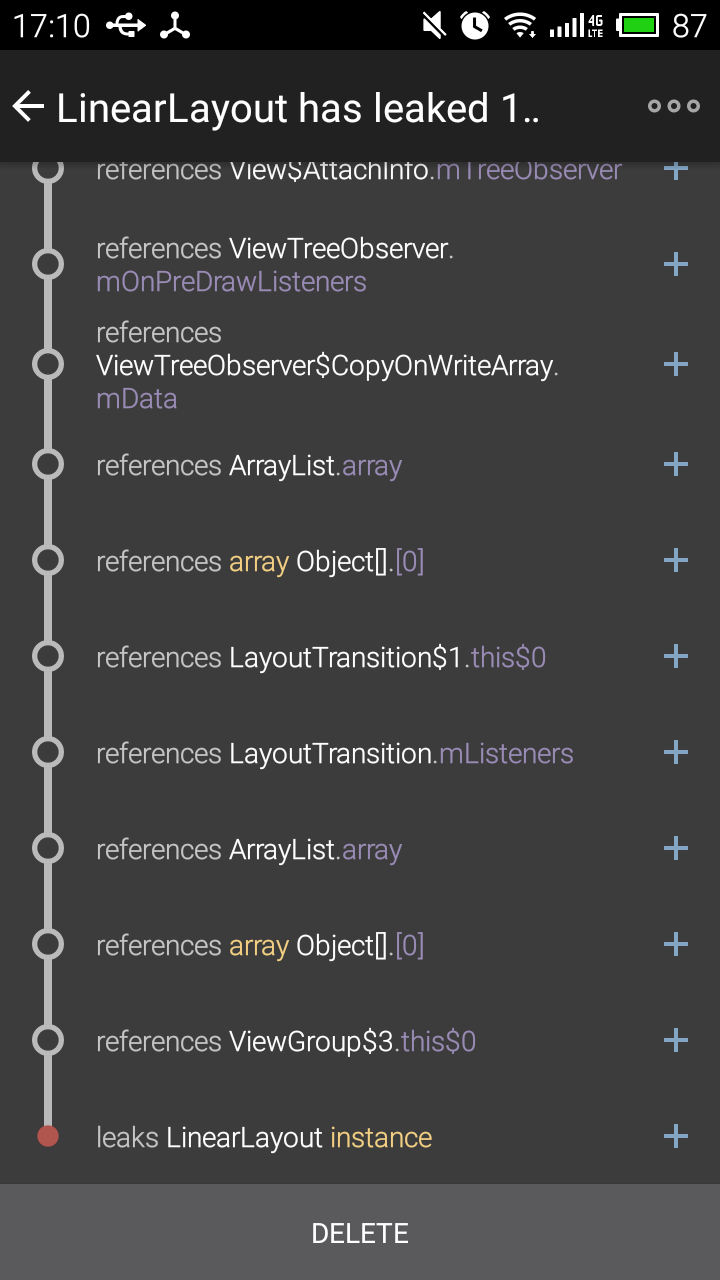 17:10
4G
LTE
87
LinearLayout has leaked 1..
references View$AttachInfo.mTreeObserver
references ViewTreeObserver.
mOnPreDrawListeners
references
ViewTreeObserver$CopyOnWriteArray.
mData
references ArrayList.array
references array Object[].[0]
references LayoutTransition$1.this$0
references LayoutTransition.mListeners
references ArrayList.array
references array Object[].[0]
references ViewGroup$3.this$0
leaks LinearLayout instance
DELETE